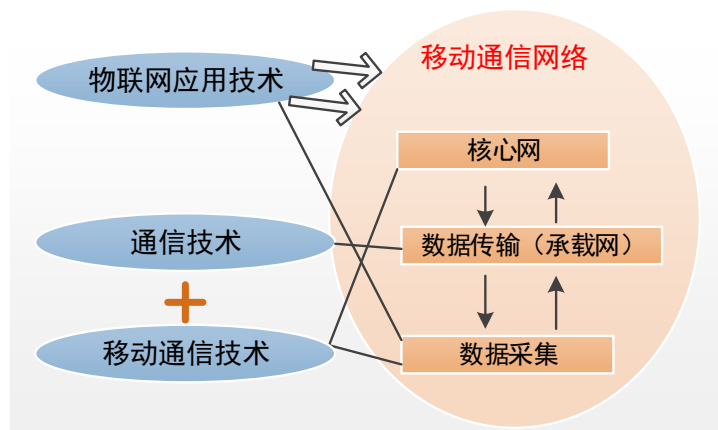 移动通信网络
物联网应用技术
核心网
通信技术
数据传输（承载网）
+
移动通信技术
数据采集